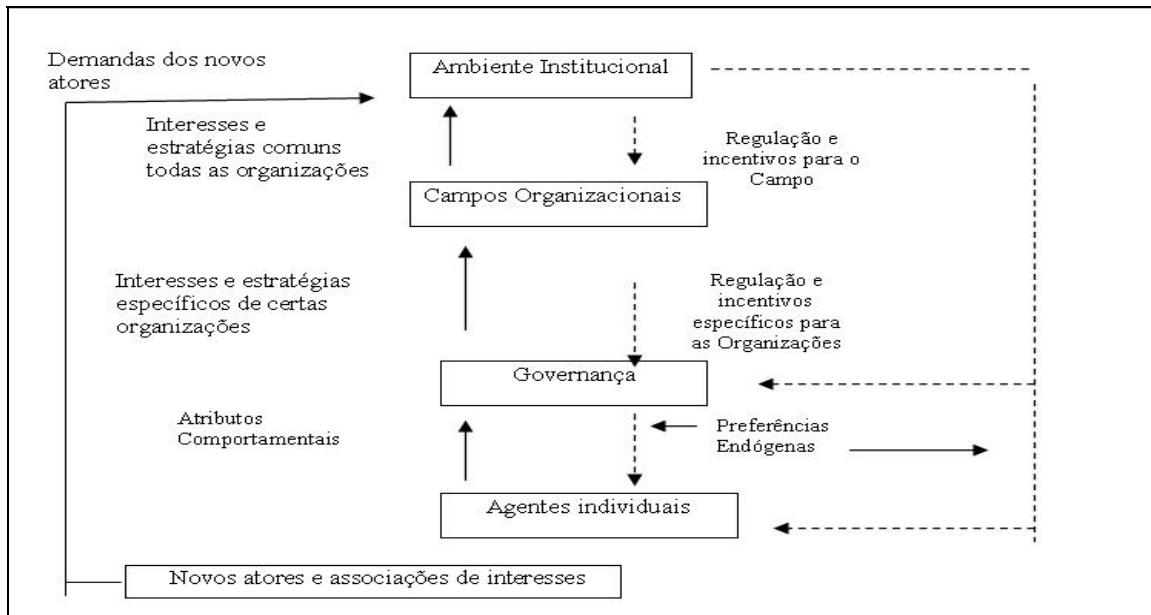 Demandas dos novos
atores
Ambiente Institucional
Interesses e
estratégias comuns
todas as organizações
Regulação e
incentivos para o
Campo
Campos Organizacionais
Interesses e estratégias
específicos de certas
organizações
Regulação e
incentivos
específicos para
as Organizações
Governança
Atributos
Comportamentais
Preferências
Endógenas
Agentes individuais
Novos atores e associações de interesses